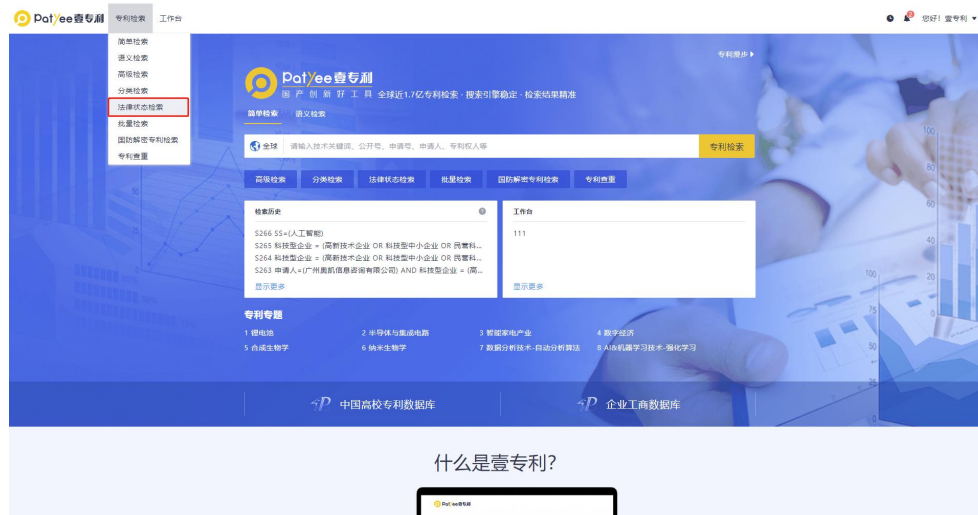 Patyee壹专利 专利检索 工作台
2 您好！壹专利
简单检索
语义检索
高级检索
分类检索
法律状态检索
批量检索
国防解密专利检索
专利查重
专利漫步
Patyee壹专利
国产创新好工具 全球近1.7亿专利检索·搜索引擎稳定·检索结果精准
简单检索 语义检索
全球 请输入技术关键词、公开号、申请号、申请人、专利权人等 专利检索
高级检索 分类检索 法律状态检索 批量检索 国防解密专利检索 专利查重
检索历史
S266 SS=(人工智能)
S265 科技型企业 = (高新技术企业 OR 科技型中小企业 OR 民营科...
S264 科技型企业 = (高新技术企业 OR 科技型中小企业 OR 民营科...
S263 申请人=(广州奥凯信息咨询有限公司) AND 科技型企业 = (高...
显示更多
工作台
111
显示更多
专利专题
1 锂电池 2 半导体与集成电路 3 智能家电产业 4 数字经济
5 合成生物学 6 纳米生物学 7 数据分析技术-自动分析算法 8 AI&机器学习技术-强化学习
中国高校专利数据库 企业工商数据库
100
80
60
40
20
0
100
75
50
25
0
什么是壹专利?
Patyee壹专利